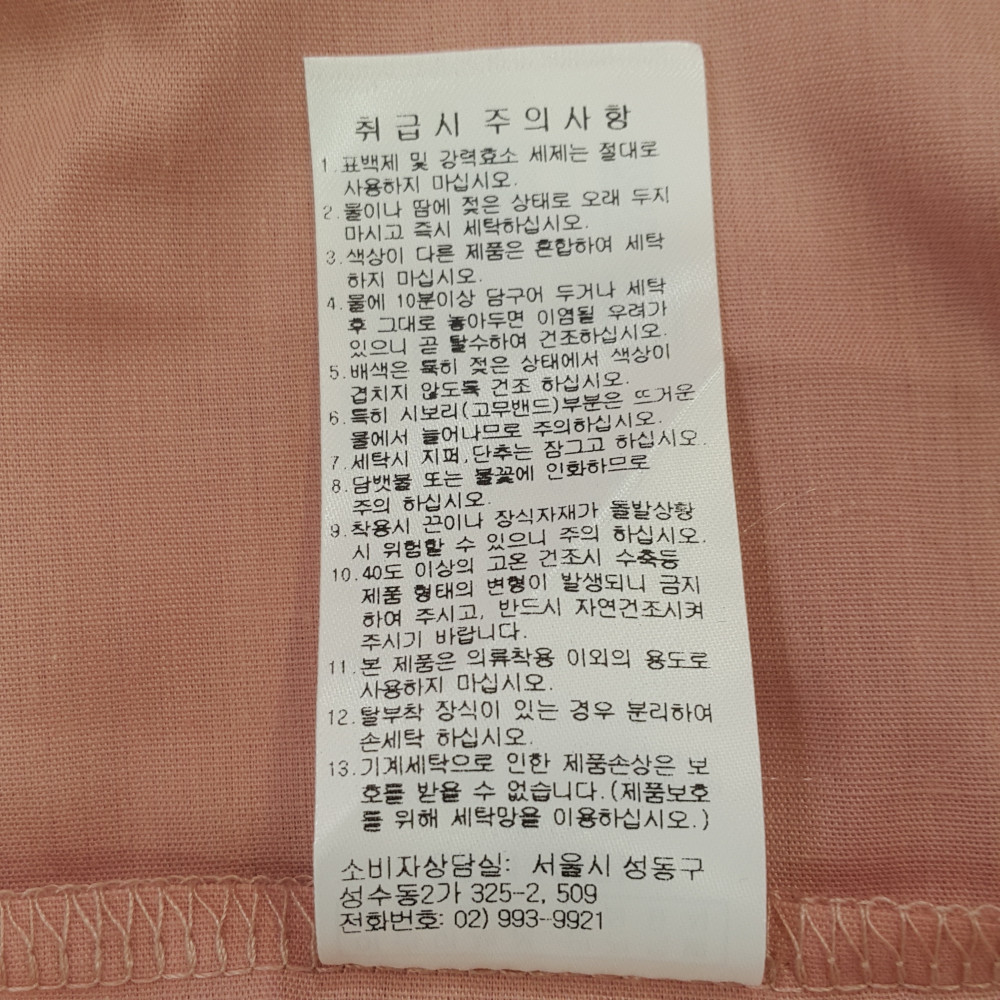 취급시 주의사항
1.표백제 및 강력효소 세제는 절대로
사용하지 마십시오.
2.물이나 땀에 젖은 상태로 오래 두지
마시고 즉시 세탁하십시오.
3.색상이 다른 제품은 혼합하여 세탁
하지 마십시오.
4.물에 10분이상 담구어 두거나 세탁
후 그대로 놓아두면 이염될 우려가
있으니 곧 탈수하여 건조하십시오.
5.배색은 특히 젖은 상태에서 색상이
겹치지 않도록 건조 하십시오.
6.특히 시보리(고무밴드)부분은 뜨거운
물에서 늘어나므로 주의하십시오.
7.세탁시 지퍼,단추는 잠그고 하십시오.
8.담뱃불 또는 불꽃에 인화하므로
주의 하십시오.
9.착용시 끈이나 장식자재가 돌발상황
시 위험할 수 있으니 주의 하십시오.
10.40도 이상의 고온 건조시 수축등
제품 형태의 변형이 발생되니 금지
하여 주시고, 반드시 자연건조시켜
주시기 바랍니다.
11.본 제품은 의류착용 이외의 용도로
사용하지 마십시오.
12.탈부착 장식이 있는 경우 분리하여
손세탁 하십시오.
13.기계세탁으로 인한 제품손상은 보
호를 받을 수 없습니다.(제품보호
를 위해 세탁망을 이용하십시오.)
소비자상담실: 서울시 성동구
성수동2가 325-2, 509
전화번호: 02) 993-9921